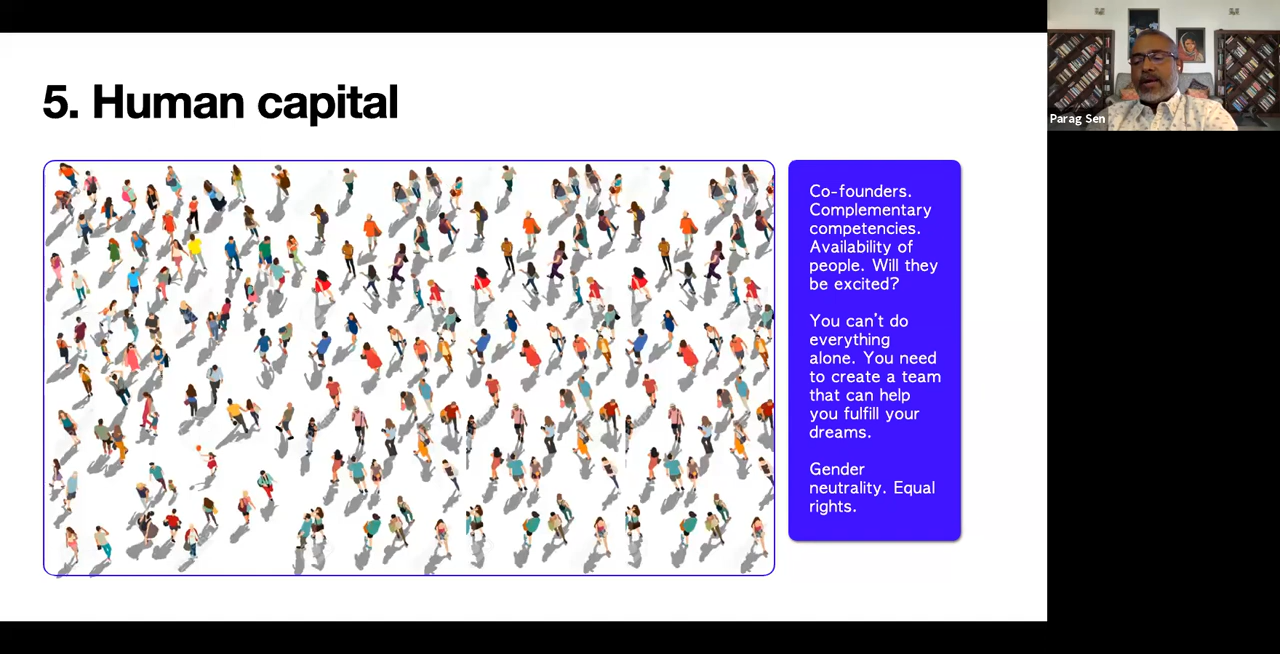 5. Human capital
Co-founders.
Complementary
competencies.
Availability of
people. Will they
be excited?
You can't do
everything
alone. You need
to create a team
that can help
you fulfill your
dreams.
Gender
neutrality. Equal
rights.
Parag Sen